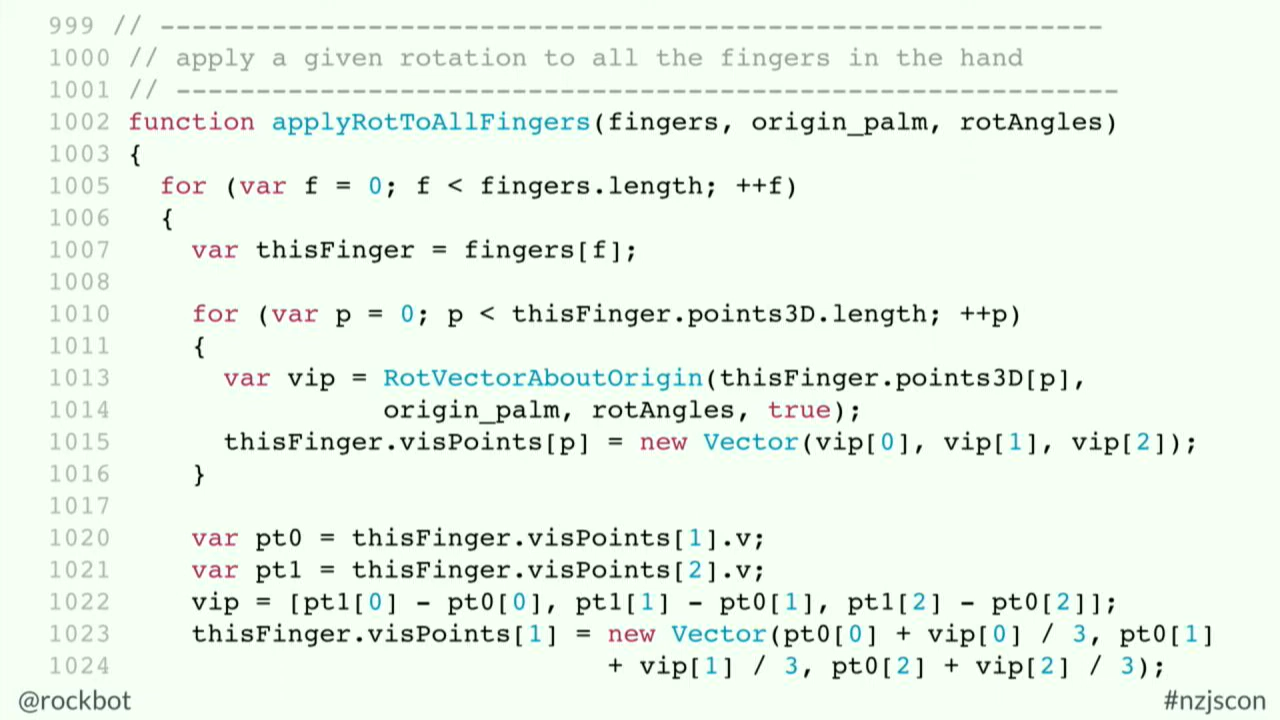 999 // -----------------------------------------------------------
1000 // apply a given rotation to all the fingers in the hand
1001 // -----------------------------------------------------------
1002 function applyRotToAllFingers(fingers, origin_palm, rotAngles)
1003 {
1005   for (var f = 0; f < fingers.length; ++f)
1006   {
1007     var thisFinger = fingers[f];
1008
1010     for (var p = 0; p < thisFinger.points3D.length; ++p)
1011     {
1013       var vip = RotVectorAboutOrigin(thisFinger.points3D[p],
1014                 origin_palm, rotAngles, true);
1015       thisFinger.visPoints[p] = new Vector(vip[0], vip[1], vip[2]);
1016     }
1017
1020     var pt0 = thisFinger.visPoints[1].v;
1021     var pt1 = thisFinger.visPoints[2].v;
1022     vip = [pt1[0] - pt0[0], pt1[1] - pt0[1], pt1[2] - pt0[2]];
1023     thisFinger.visPoints[1] = new Vector(pt0[0] + vip[0] / 3, pt0[1]
1024                               + vip[1] / 3, pt0[2] + vip[2] / 3);
@rockbot
#nzjscon